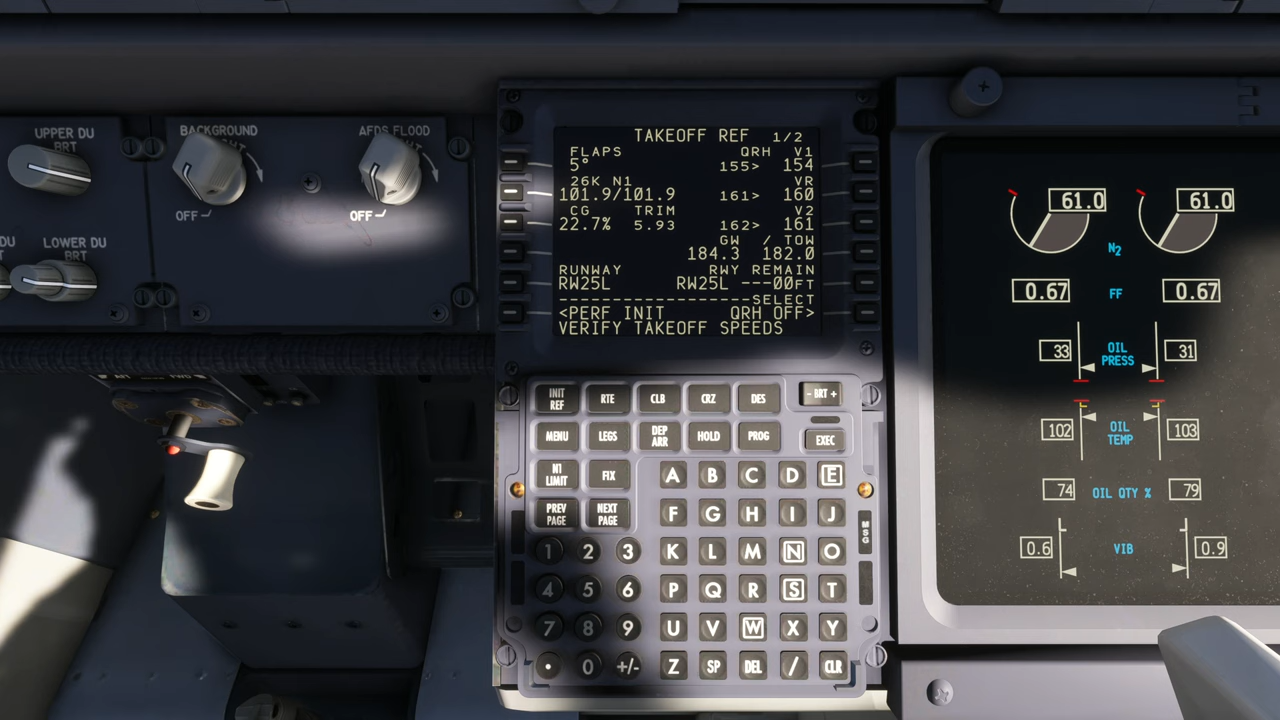 UPPER DU
BRT
BACKGROUND
OFF
AFDS FLOOD
OFF
DU
LOWER DU
BRT
TAKEOFF REF 1/2
FLAPS QRH V1
5° 155> 154
26K N1 VR
101.9/101.9 161> 160
CG TRIM V2
22.7% 5.93 162> 161
GW / TOW
184.3 182.0
RUNWAY RWY REMAIN
RW25L RW25L ---00FT
----------------SELECT
<PERF INIT QRH OFF>
VERIFY TAKEOFF SPEEDS
INIT REF
RTE
CLB
CRZ
DES
- BRT +
MENU
LEGS
DEP ARR
HOLD
PROG
EXEC
N1 LIMIT
FIX
A B C D E
PREV PAGE
NEXT PAGE
F G H I J
MSG
1 2 3 K L M N O
4 5 6 P Q R S T
7 8 9 U V W X Y
. 0 +/- Z SP DEL / CLR
61.0 61.0
N2
0.67 FF 0.67
33 OIL PRESS 31
102 OIL TEMP 103
74 OIL QTY % 79
0.6 VIB 0.9